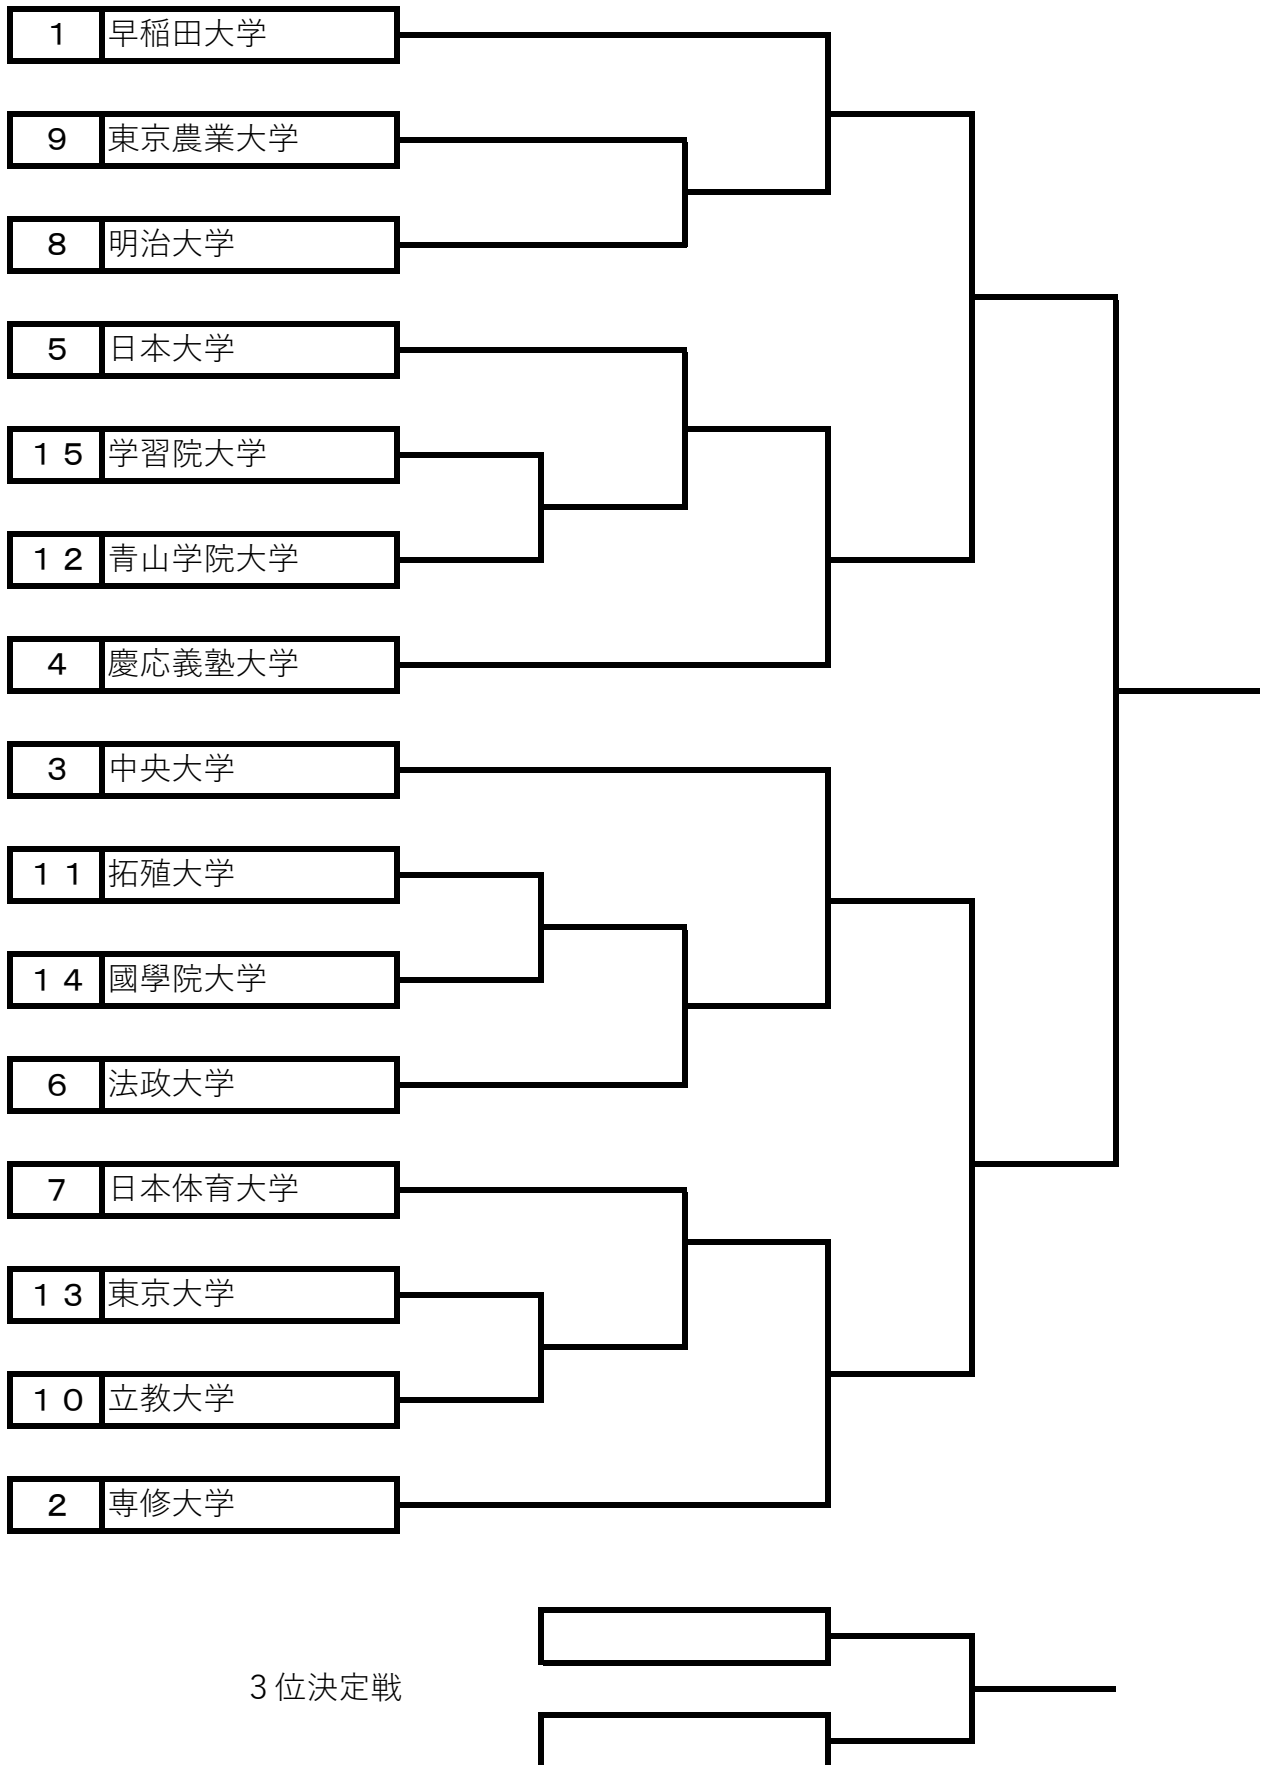 1 早稲田大学
9 東京農業大学
8 明治大学
5 日本大学
15 学習院大学
12 青山学院大学
4 慶応義塾大学
3 中央大学
11 拓殖大学
14 國學院大学
6 法政大学
7 日本体育大学
13 東京大学
10 立教大学
2 専修大学
3位決定戦